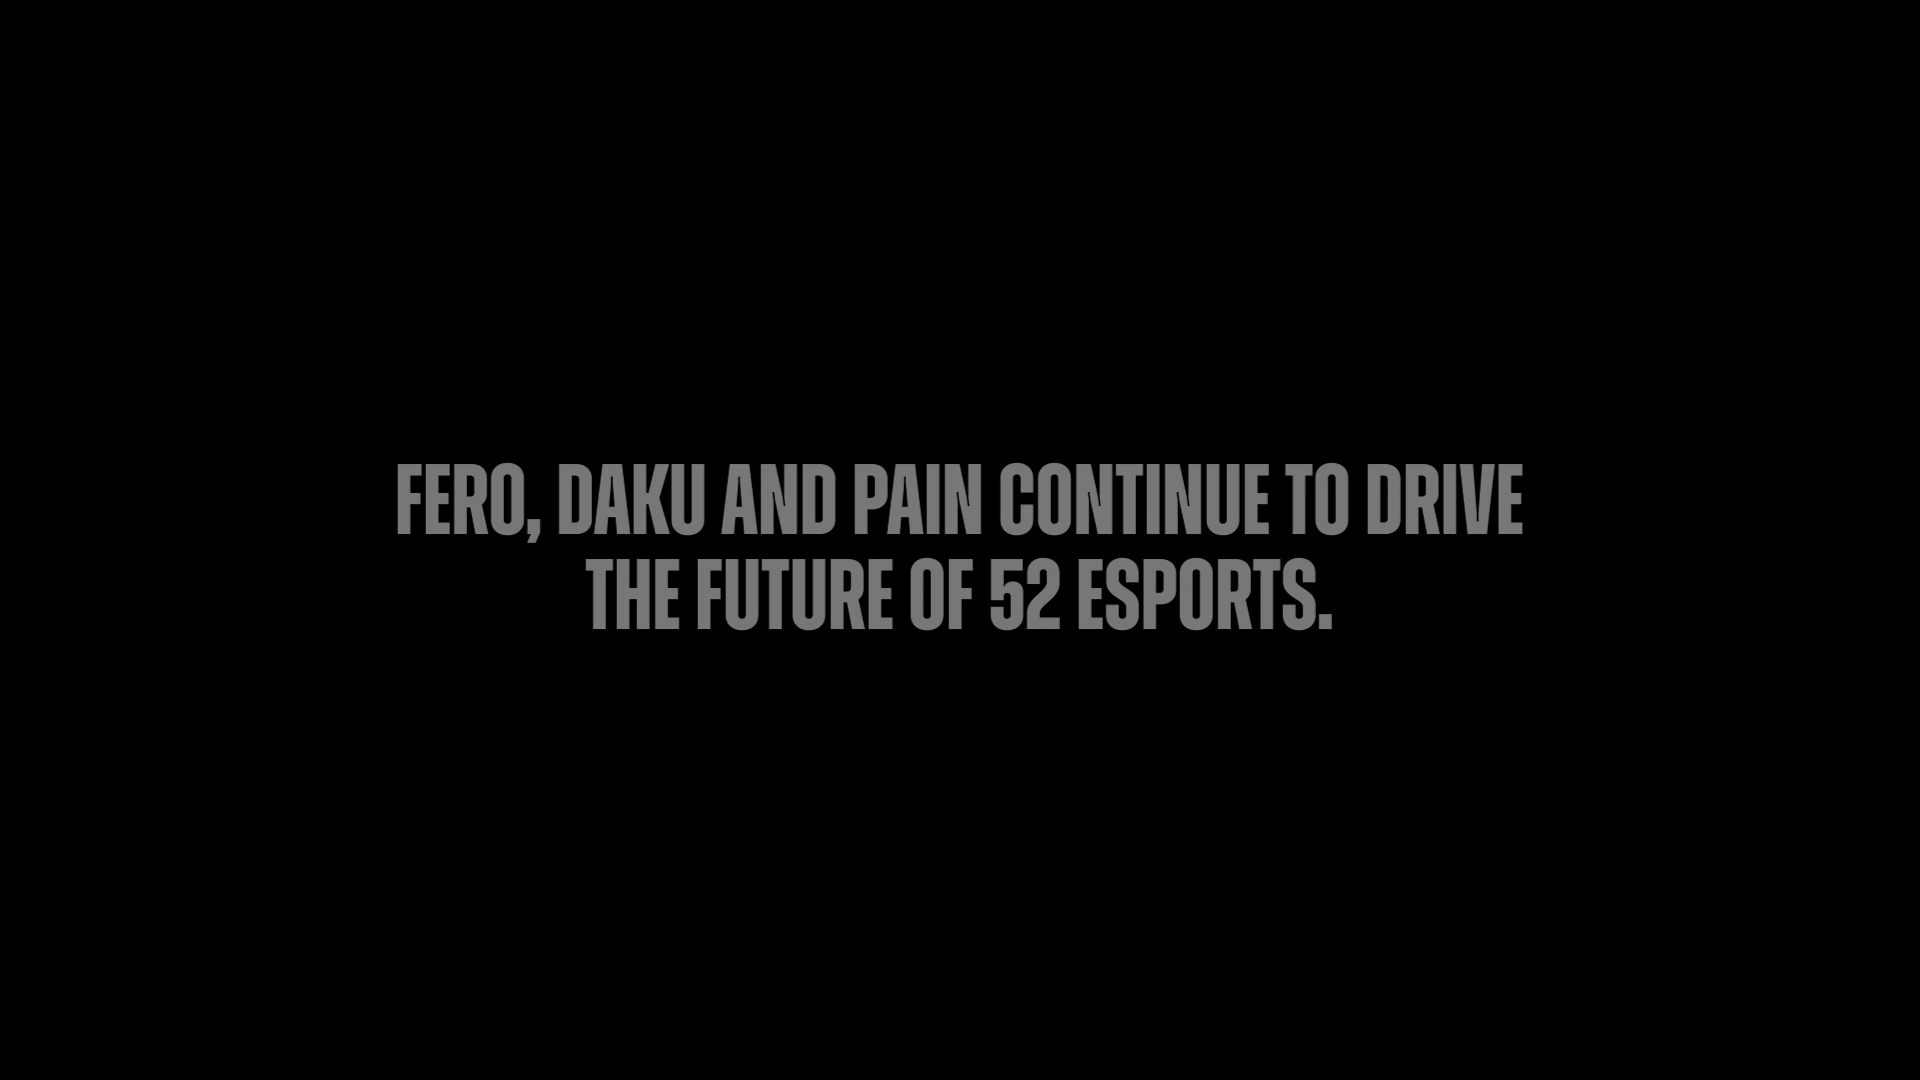 FERO, DAKU AND PAIN CONTINUE TO DRIVE
THE FUTURE OF 52 ESPORTS.